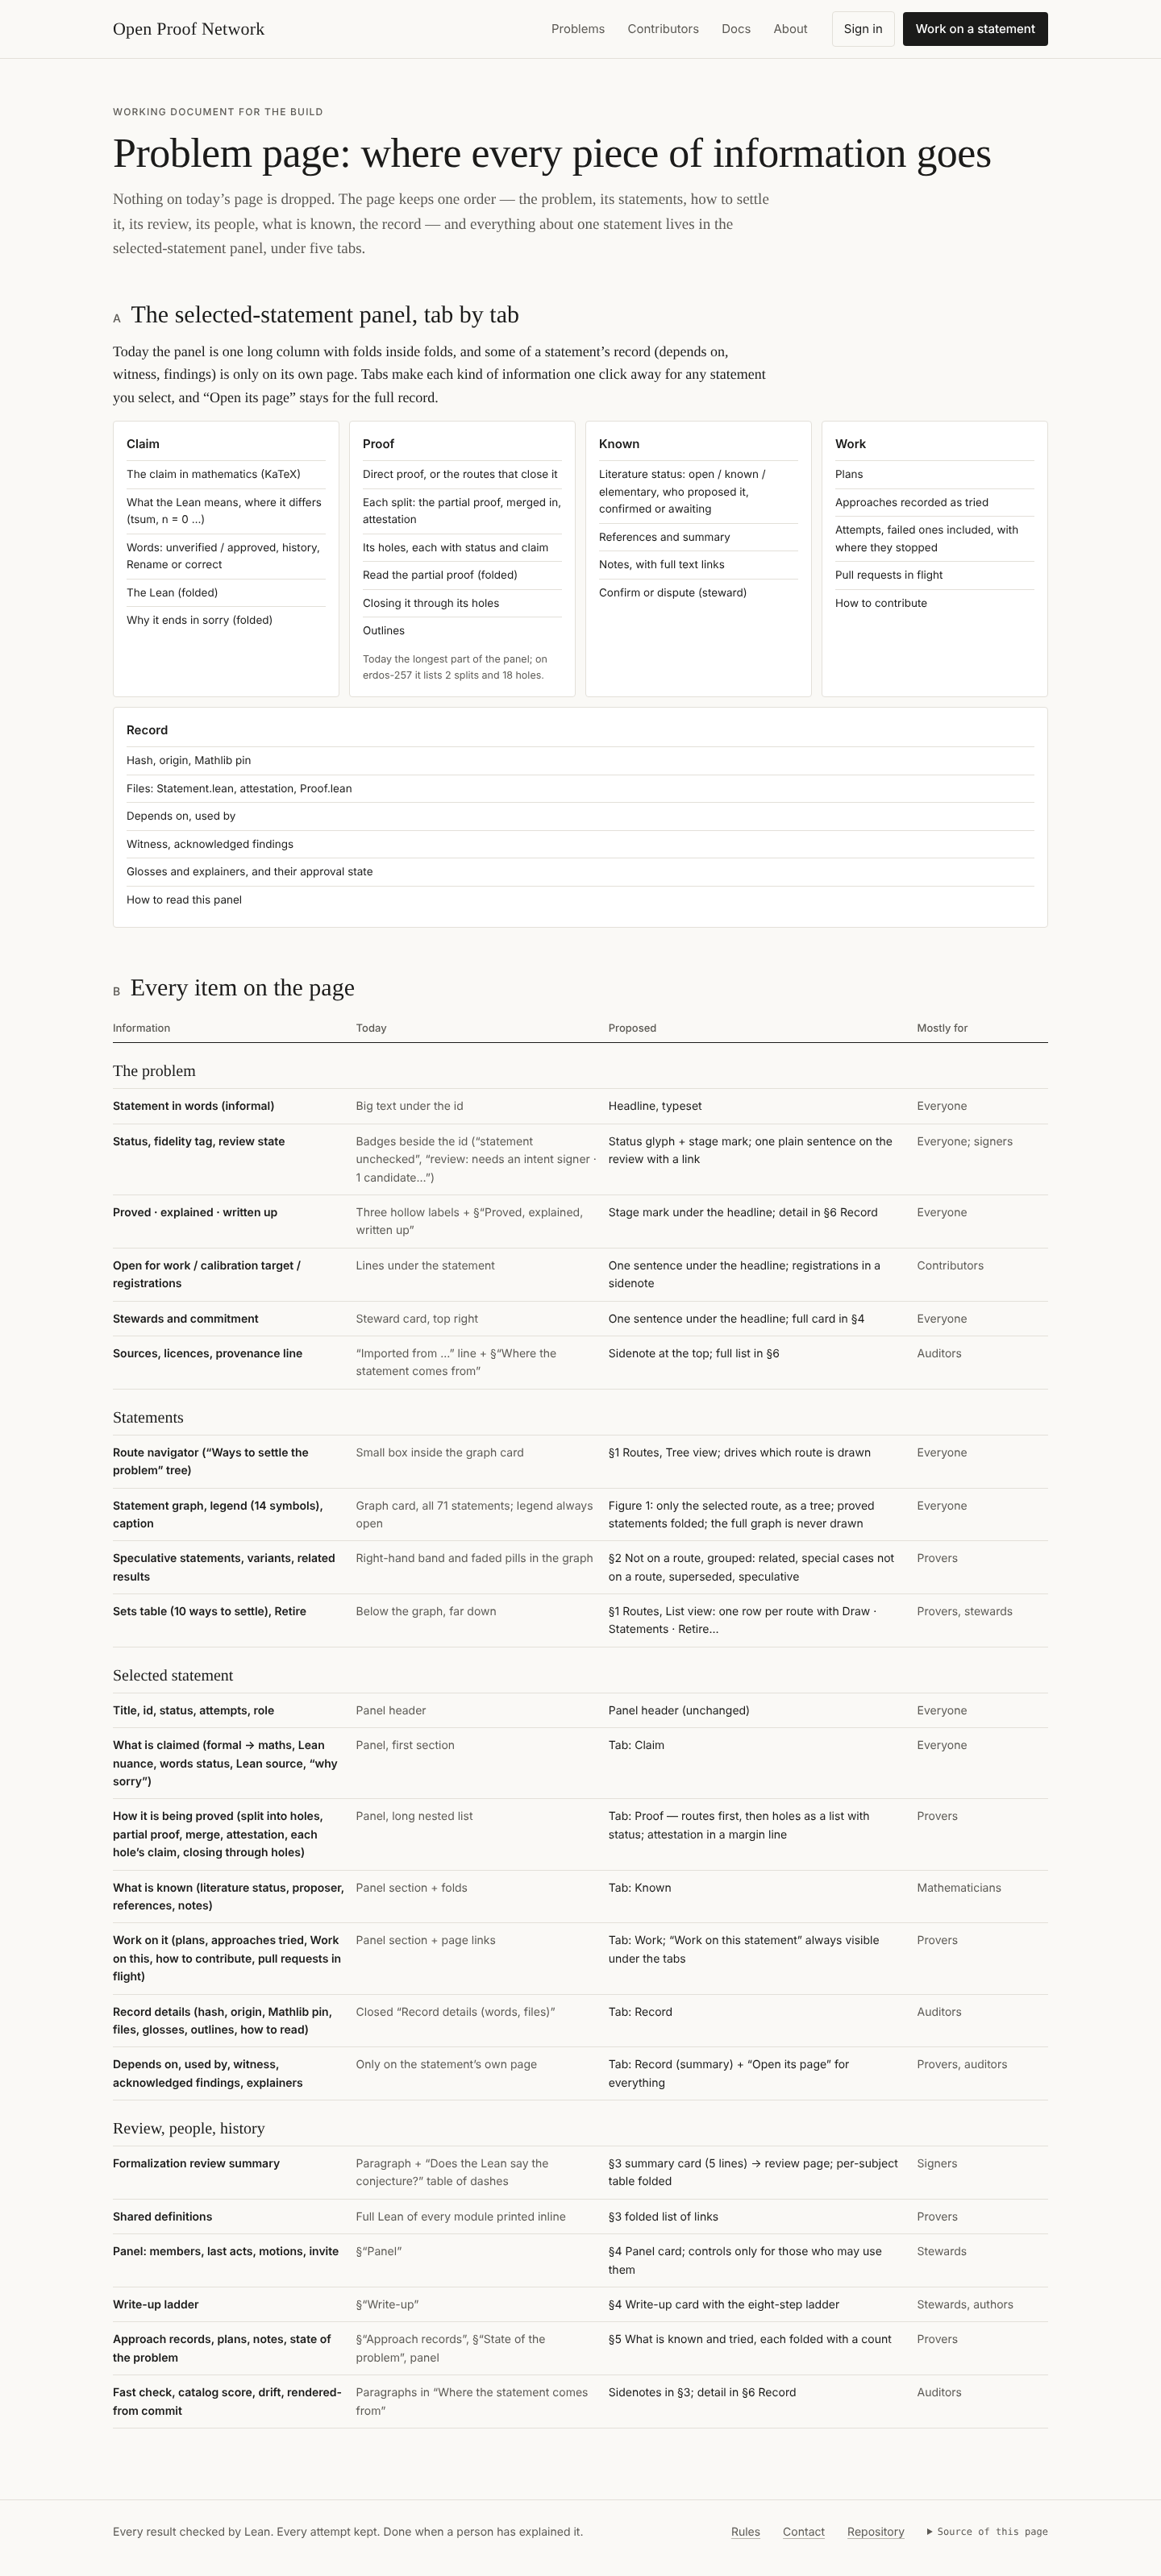 Open Proof Network
Problems
Contributors
Docs
About
Sign in
Work on a statement
WORKING DOCUMENT FOR THE BUILD
Problem page: where every piece of information goes
Nothing on today’s page is dropped. The page keeps one order — the problem, its statements, how to settle
it, its review, its people, what is known, the record — and everything about one statement lives in the
selected-statement panel, under five tabs.
A The selected-statement panel, tab by tab
Today the panel is one long column with folds inside folds, and some of a statement’s record (depends on,
witness, findings) is only on its own page. Tabs make each kind of information one click away for any statement
you select, and “Open its page” stays for the full record.
Claim
The claim in mathematics (KaTeX)
What the Lean means, where it differs
(tsum, n = 0 …)
Words: unverified / approved, history,
Rename or correct
The Lean (folded)
Why it ends in sorry (folded)
Proof
Direct proof, or the routes that close it
Each split: the partial proof, merged in,
attestation
Its holes, each with status and claim
Read the partial proof (folded)
Closing it through its holes
Outlines
Today the longest part of the panel; on
erdos-257 it lists 2 splits and 18 holes.
Known
Literature status: open / known /
elementary, who proposed it,
confirmed or awaiting
References and summary
Notes, with full text links
Confirm or dispute (steward)
Work
Plans
Approaches recorded as tried
Attempts, failed ones included, with
where they stopped
Pull requests in flight
How to contribute
Record
Hash, origin, Mathlib pin
Files: Statement.lean, attestation, Proof.lean
Depends on, used by
Witness, acknowledged findings
Glosses and explainers, and their approval state
How to read this panel
B Every item on the page
Information
Today
Proposed
Mostly for
The problem
Statement in words (informal)
Big text under the id
Headline, typeset
Everyone
Status, fidelity tag, review state
Badges beside the id (“statement
unchecked”, “review: needs an intent signer ·
1 candidate…”)
Status glyph + stage mark; one plain sentence on the
review with a link
Everyone; signers
Proved · explained · written up
Three hollow labels + §“Proved, explained,
written up”
Stage mark under the headline; detail in §6 Record
Everyone
Open for work / calibration target /
registrations
Lines under the statement
One sentence under the headline; registrations in a
sidenote
Contributors
Stewards and commitment
Steward card, top right
One sentence under the headline; full card in §4
Everyone
Sources, licences, provenance line
“Imported from …” line + §“Where the
statement comes from”
Sidenote at the top; full list in §6
Auditors
Statements
Route navigator (“Ways to settle the
problem” tree)
Small box inside the graph card
§1 Routes, Tree view; drives which route is drawn
Everyone
Statement graph, legend (14 symbols),
caption
Graph card, all 71 statements; legend always
open
Figure 1: only the selected route, as a tree; proved
statements folded; the full graph is never drawn
Everyone
Speculative statements, variants, related
results
Right-hand band and faded pills in the graph
§2 Not on a route, grouped: related, special cases not
on a route, superseded, speculative
Provers
Sets table (10 ways to settle), Retire
Below the graph, far down
§1 Routes, List view: one row per route with Draw ·
Statements · Retire…
Provers, stewards
Selected statement
Title, id, status, attempts, role
Panel header
Panel header (unchanged)
Everyone
What is claimed (formal → maths, Lean
nuance, words status, Lean source, “why
sorry”)
Panel, first section
Tab: Claim
Everyone
How it is being proved (split into holes,
partial proof, merge, attestation, each
hole’s claim, closing through holes)
Panel, long nested list
Tab: Proof — routes first, then holes as a list with
status; attestation in a margin line
Provers
What is known (literature status, proposer,
references, notes)
Panel section + folds
Tab: Known
Mathematicians
Work on it (plans, approaches tried, Work
on this, how to contribute, pull requests in
flight)
Panel section + page links
Tab: Work; “Work on this statement” always visible
under the tabs
Provers
Record details (hash, origin, Mathlib pin,
files, glosses, outlines, how to read)
Closed “Record details (words, files)”
Tab: Record
Auditors
Depends on, used by, witness,
acknowledged findings, explainers
Only on the statement’s own page
Tab: Record (summary) + “Open its page” for
everything
Provers, auditors
Review, people, history
Formalization review summary
Paragraph + “Does the Lean say the
conjecture?” table of dashes
§3 summary card (5 lines) → review page; per-subject
table folded
Signers
Shared definitions
Full Lean of every module printed inline
§3 folded list of links
Provers
Panel: members, last acts, motions, invite
§“Panel”
§4 Panel card; controls only for those who may use
them
Stewards
Write-up ladder
§“Write-up”
§4 Write-up card with the eight-step ladder
Stewards, authors
Approach records, plans, notes, state of
the problem
§“Approach records”, §“State of the
problem”, panel
§5 What is known and tried, each folded with a count
Provers
Fast check, catalog score, drift, rendered-
from commit
Paragraphs in “Where the statement comes
from”
Sidenotes in §3; detail in §6 Record
Auditors
Every result checked by Lean. Every attempt kept. Done when a person has explained it.
Rules
Contact
Repository
▶ Source of this page